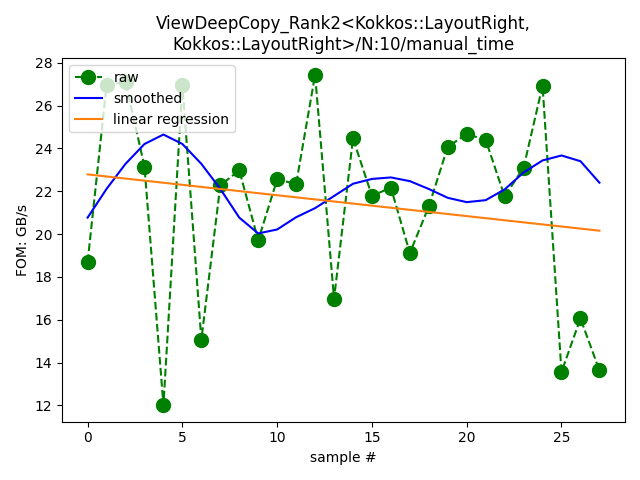 ViewDeepCopy_Rank2<Kokkos::LayoutRight,
Kokkos::LayoutRight>/N:10/manual_time
raw
smoothed
linear regression
FOM: GB/s
28
26
24
22
20
18
16
14
12
0
5
10
15
20
25
sample #